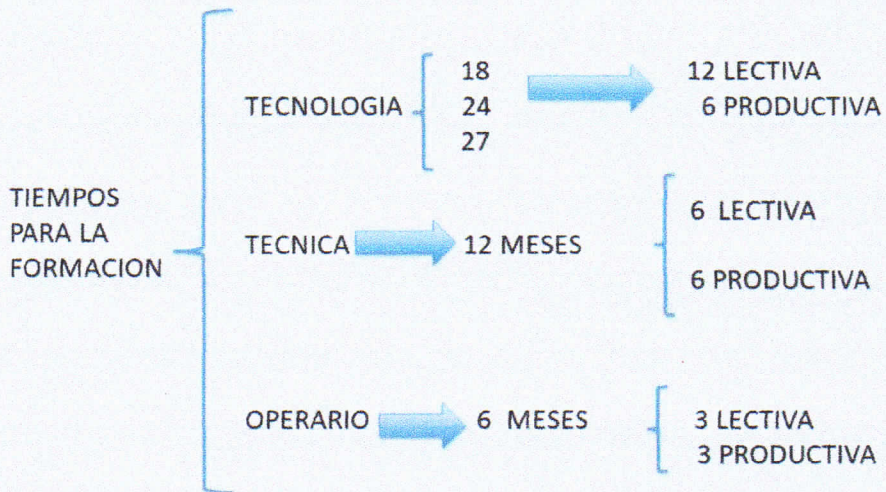 TIEMPOS
PARA LA
FORMACION
TECNOLOGIA
18
24
27
12 LECTIVA
6 PRODUCTIVA
TECNICA
12 MESES
6 LECTIVA
6 PRODUCTIVA
OPERARIO
6 MESES
3 LECTIVA
3 PRODUCTIVA